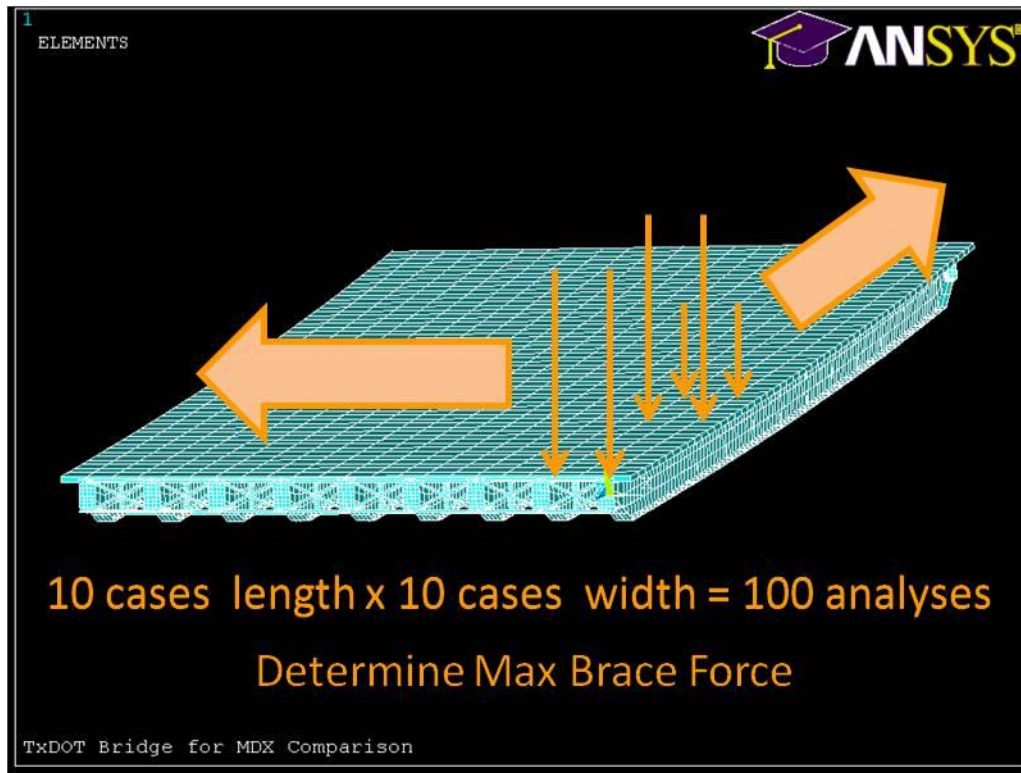 1
ELEMENTS
ANSYS®
10 cases length x 10 cases width = 100 analyses
Determine Max Brace Force
TxDOT Bridge for MDX Comparison